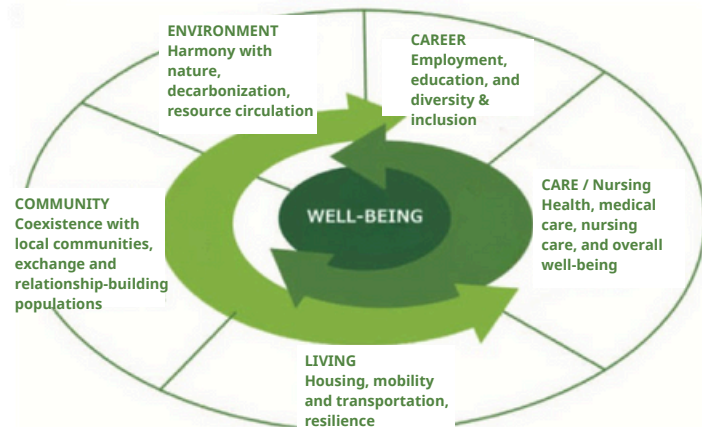 ENVIRONMENT
Harmony with
nature,
decarbonization,
resource circulation
CAREER
Employment,
education, and
diversity &
inclusion
COMMUNITY
Coexistence with
local communities,
exchange and
relationship-building
populations
WELL-BEING
CARE / Nursing
Health, medical
care, nursing
care, and overall
well-being
LIVING
Housing, mobility
and transportation,
resilience